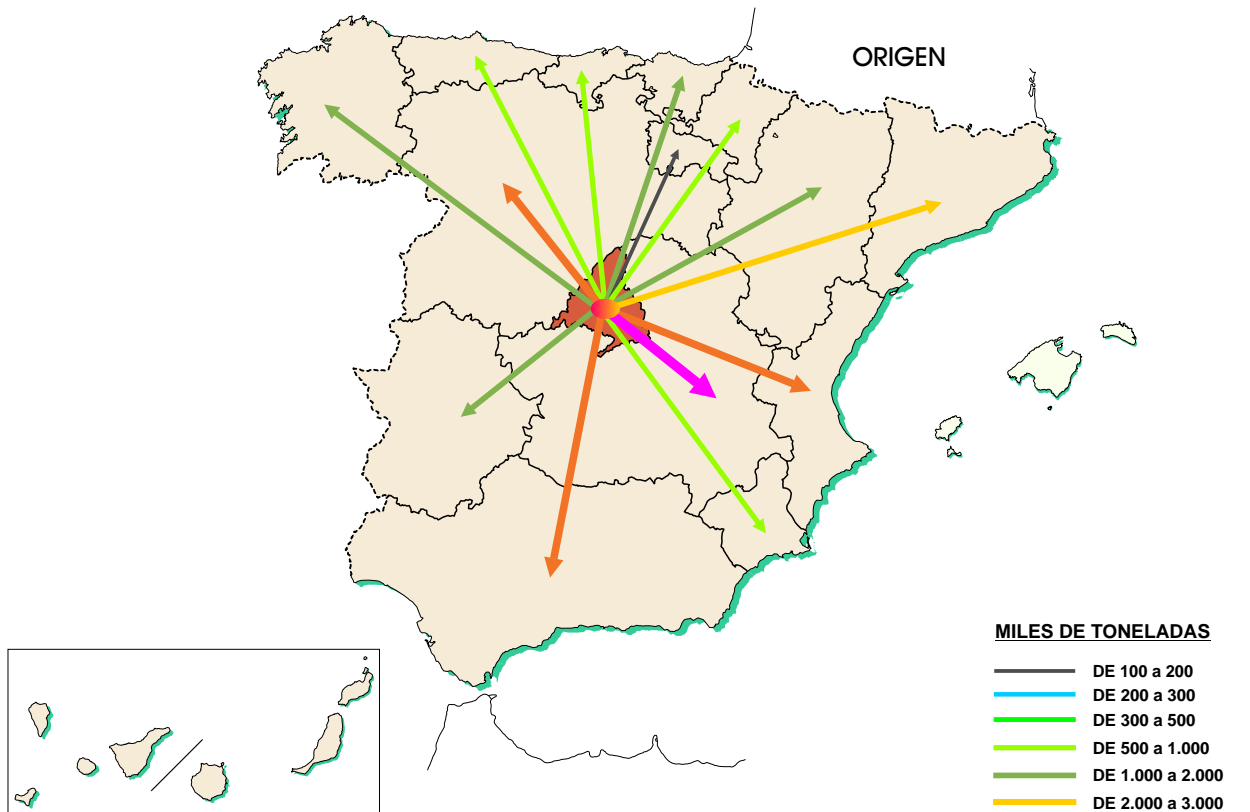 ORIGEN
MILES DE TONELADAS
DE 100 a 200
DE 200 a 300
DE 300 a 500
DE 500 a 1.000
DE 1.000 a 2.000
DE 2.000 a 3.000